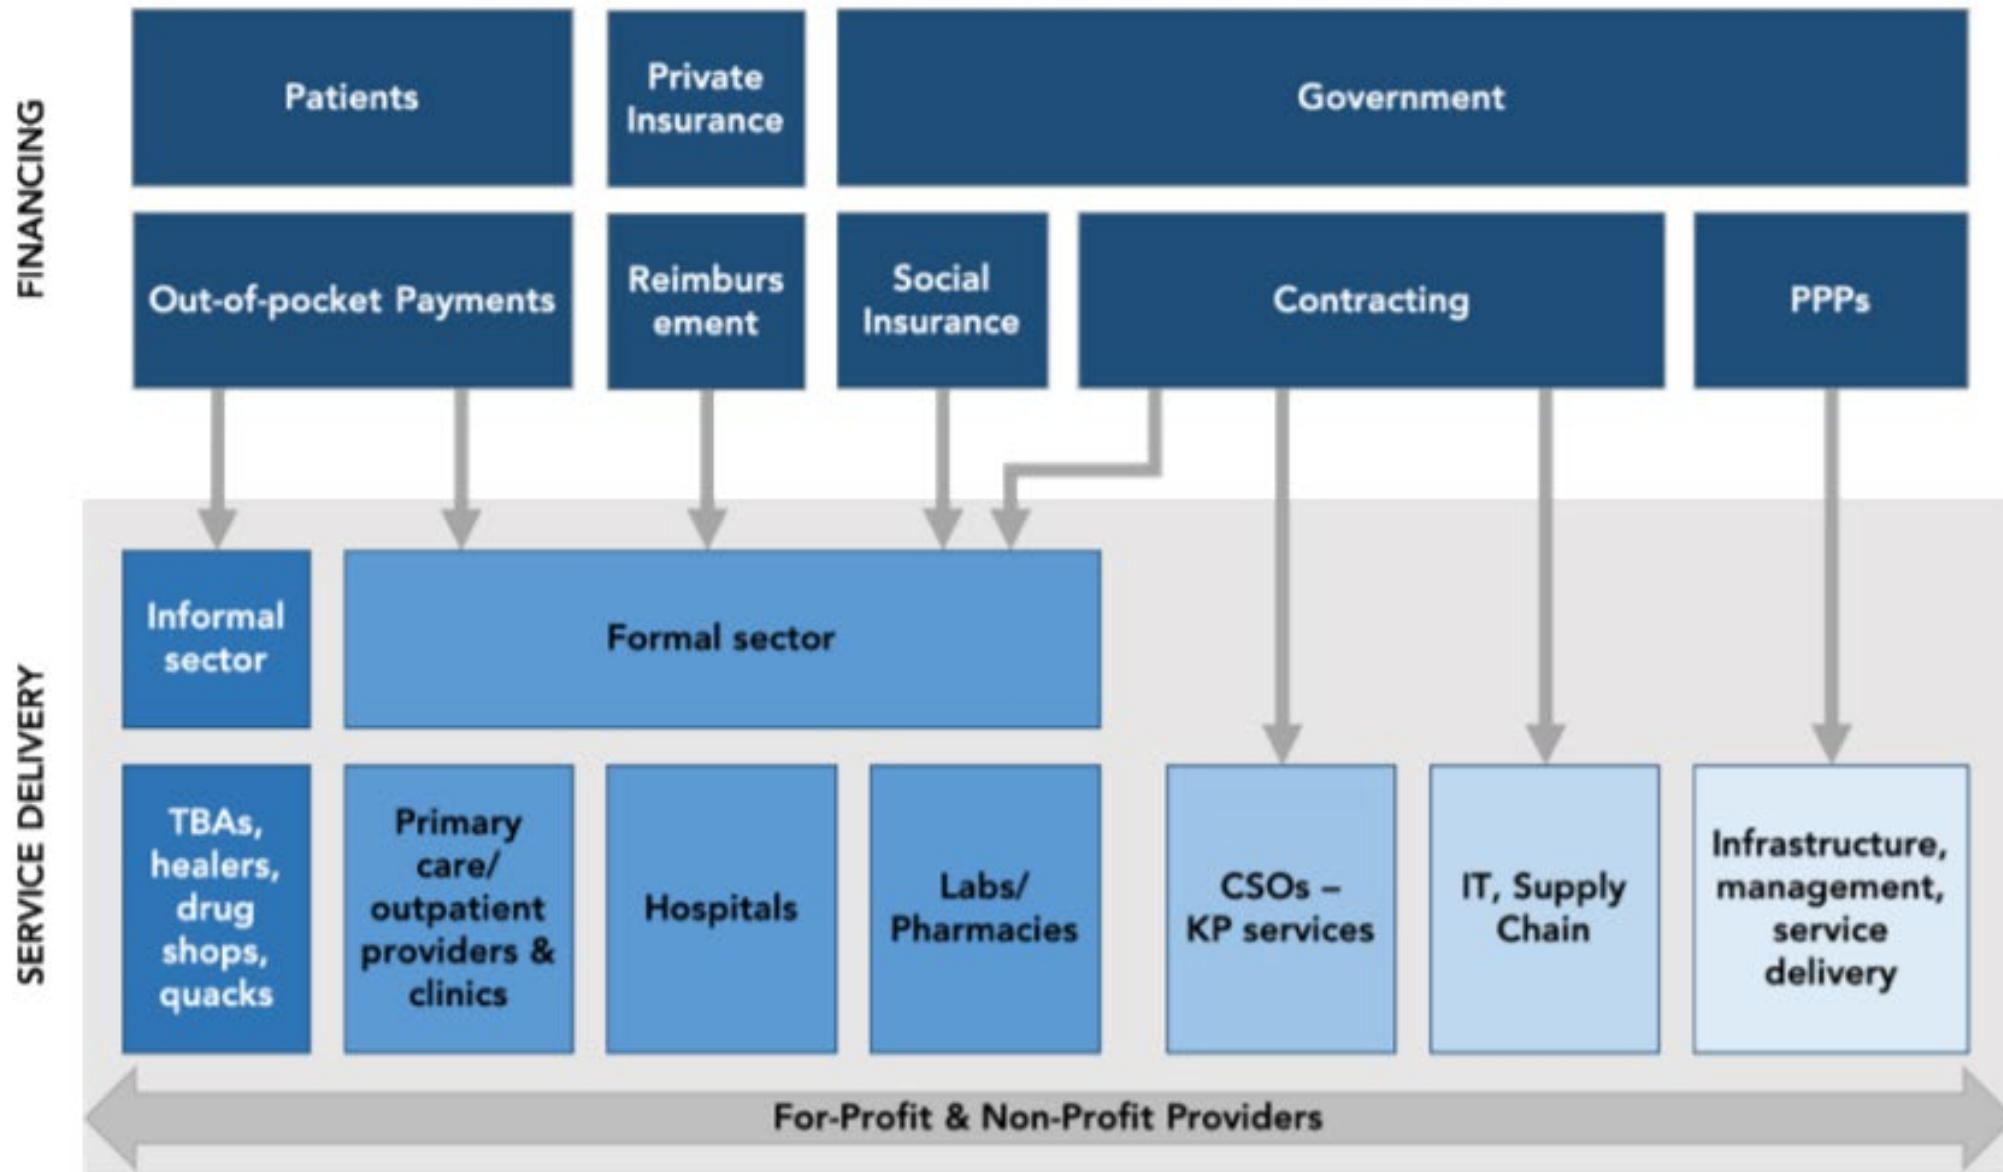 FINANCING
Patients
Private
Insurance
Government
Out-of-pocket Payments
Reimburs
ement
Social
Insurance
Contracting
PPPs
SERVICE DELIVERY
Informal
sector
Formal sector
TBAs,
healers,
drug
shops,
quacks
Primary
care/
outpatient
providers &
clinics
Hospitals
Labs/
Pharmacies
CSOs –
KP services
IT, Supply
Chain
Infrastructure,
management,
service
delivery
For-Profit & Non-Profit Providers